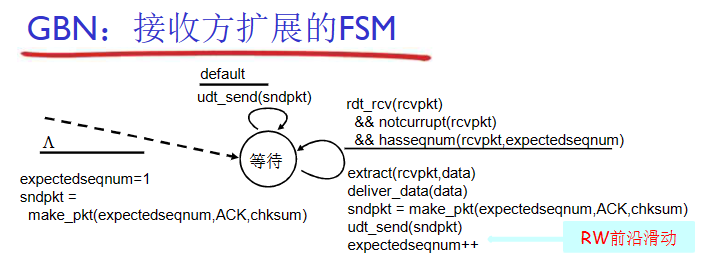 GBN：接收方扩展的FSM
default
udt_send(sndpkt)
Λ
expectedseqnum=1
sndpkt =
make_pkt(expectedseqnum,ACK,chksum)
等待
rdt_rcv(rcvpkt)
&& notcurrupt(rcvpkt)
&& hasseqnum(rcvpkt,expectedseqnum)
extract(rcvpkt,data)
deliver_data(data)
sndpkt = make_pkt(expectedseqnum,ACK,chksum)
udt_send(sndpkt)
expectedseqnum++
RW前沿滑动